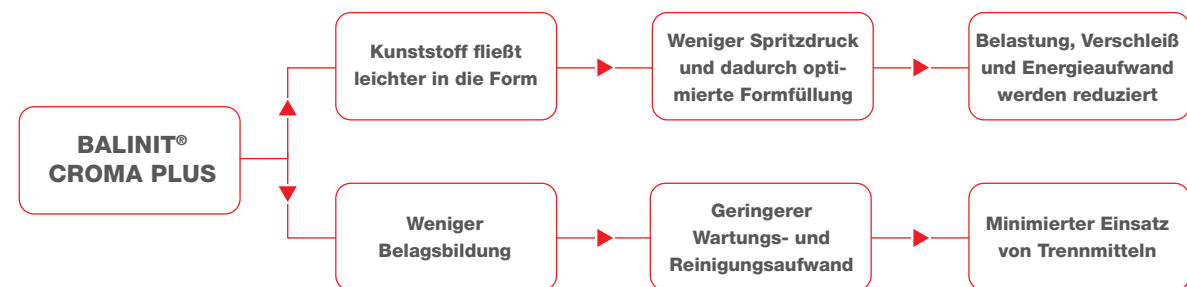 BALINIT®
CROMA PLUS
Kunststoff fließt
leichter in die Form
Weniger Spritzdruck
und dadurch opti-
mierte Formfüllung
Belastung, Verschleiß
und Energieaufwand
werden reduziert
Weniger
Belagsbildung
Geringerer
Wartungs- und
Reinigungsaufwand
Minimierter Einsatz
von Trennmitteln